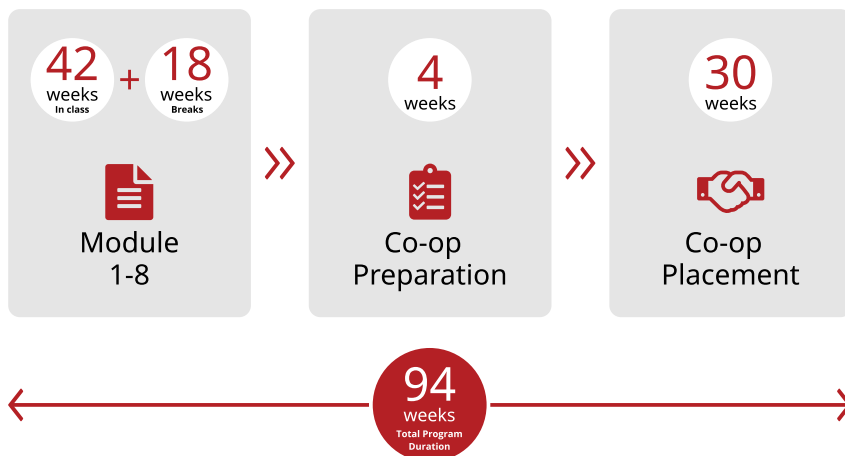 42
weeks
In class
+
18
weeks
Breaks
Module
1-8
4
weeks
Co-op
Preparation
30
weeks
Co-op
Placement
94
weeks
Total Program
Duration